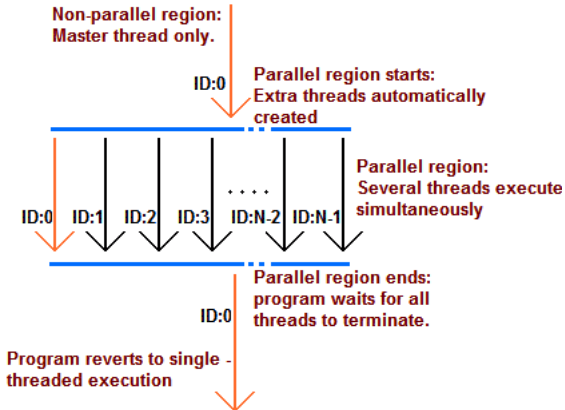 Non-parallel region:
Master thread only.
ID:0
Parallel region starts:
Extra threads automatically
created
Parallel region:
Several threads execute
simultaneously
ID:0 ID:1 ID:2 ID:3 .... ID:N-2 ID:N-1
Parallel region ends:
program waits for all
threads to terminate.
ID:0
Program reverts to single -
threaded execution